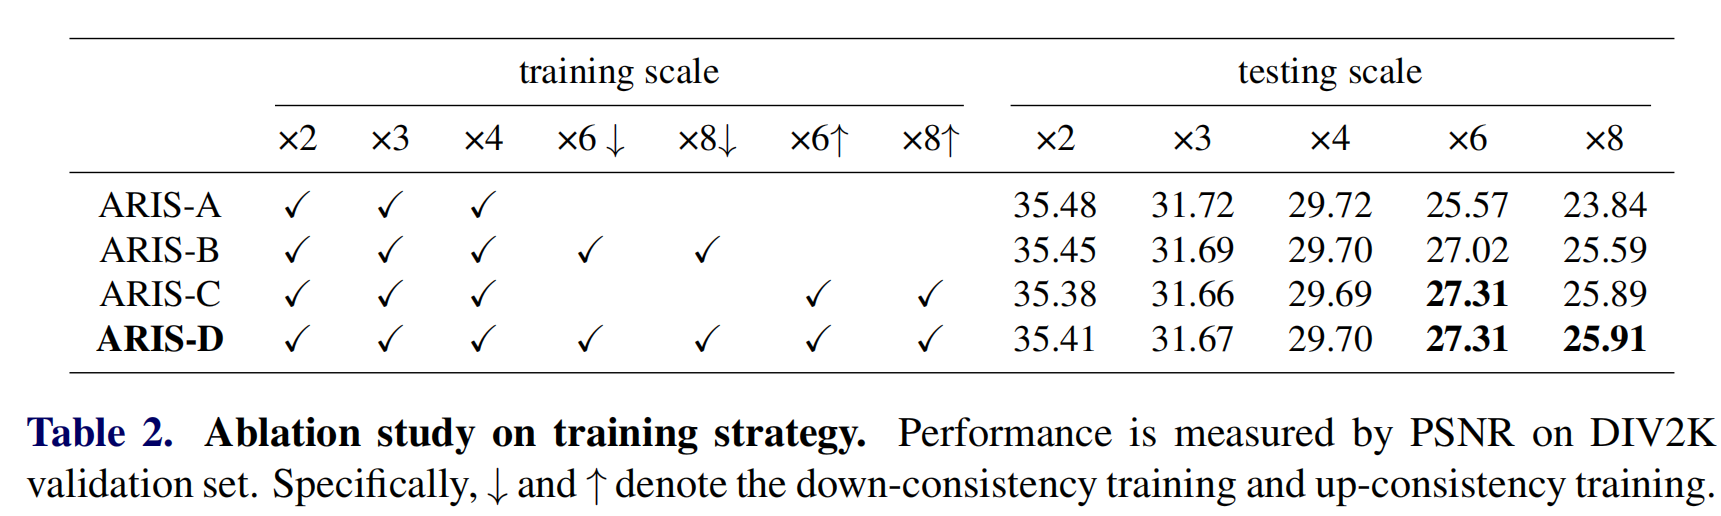 training scale testing scale
×2 ×3 ×4 ×6 ↓ ×8↓ ×6↑ ×8↑ ×2 ×3 ×4 ×6 ×8
ARIS-A ✓ ✓ ✓ 35.48 31.72 29.72 25.57 23.84
ARIS-B ✓ ✓ ✓ ✓ ✓ 35.45 31.69 29.70 27.02 25.59
ARIS-C ✓ ✓ ✓ ✓ ✓ 35.38 31.66 29.69 27.31 25.89
ARIS-D ✓ ✓ ✓ ✓ ✓ ✓ ✓ 35.41 31.67 29.70 27.31 25.91
Table 2. Ablation study on training strategy. Performance is measured by PSNR on DIV2K
validation set. Specifically, ↓ and ↑ denote the down-consistency training and up-consistency training.